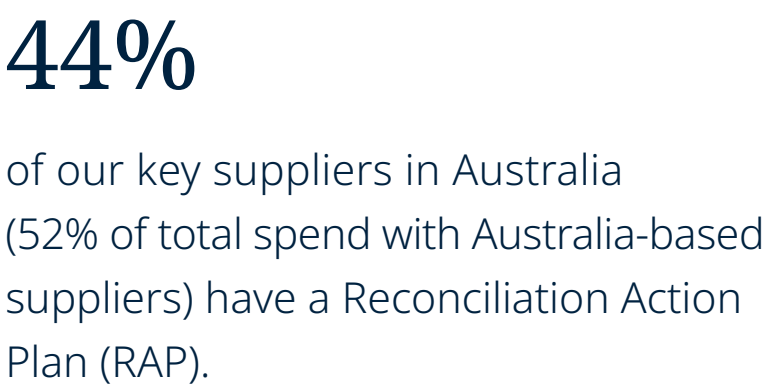 44%
of our key suppliers in Australia
(52% of total spend with Australia-based
suppliers) have a Reconciliation Action
Plan (RAP).